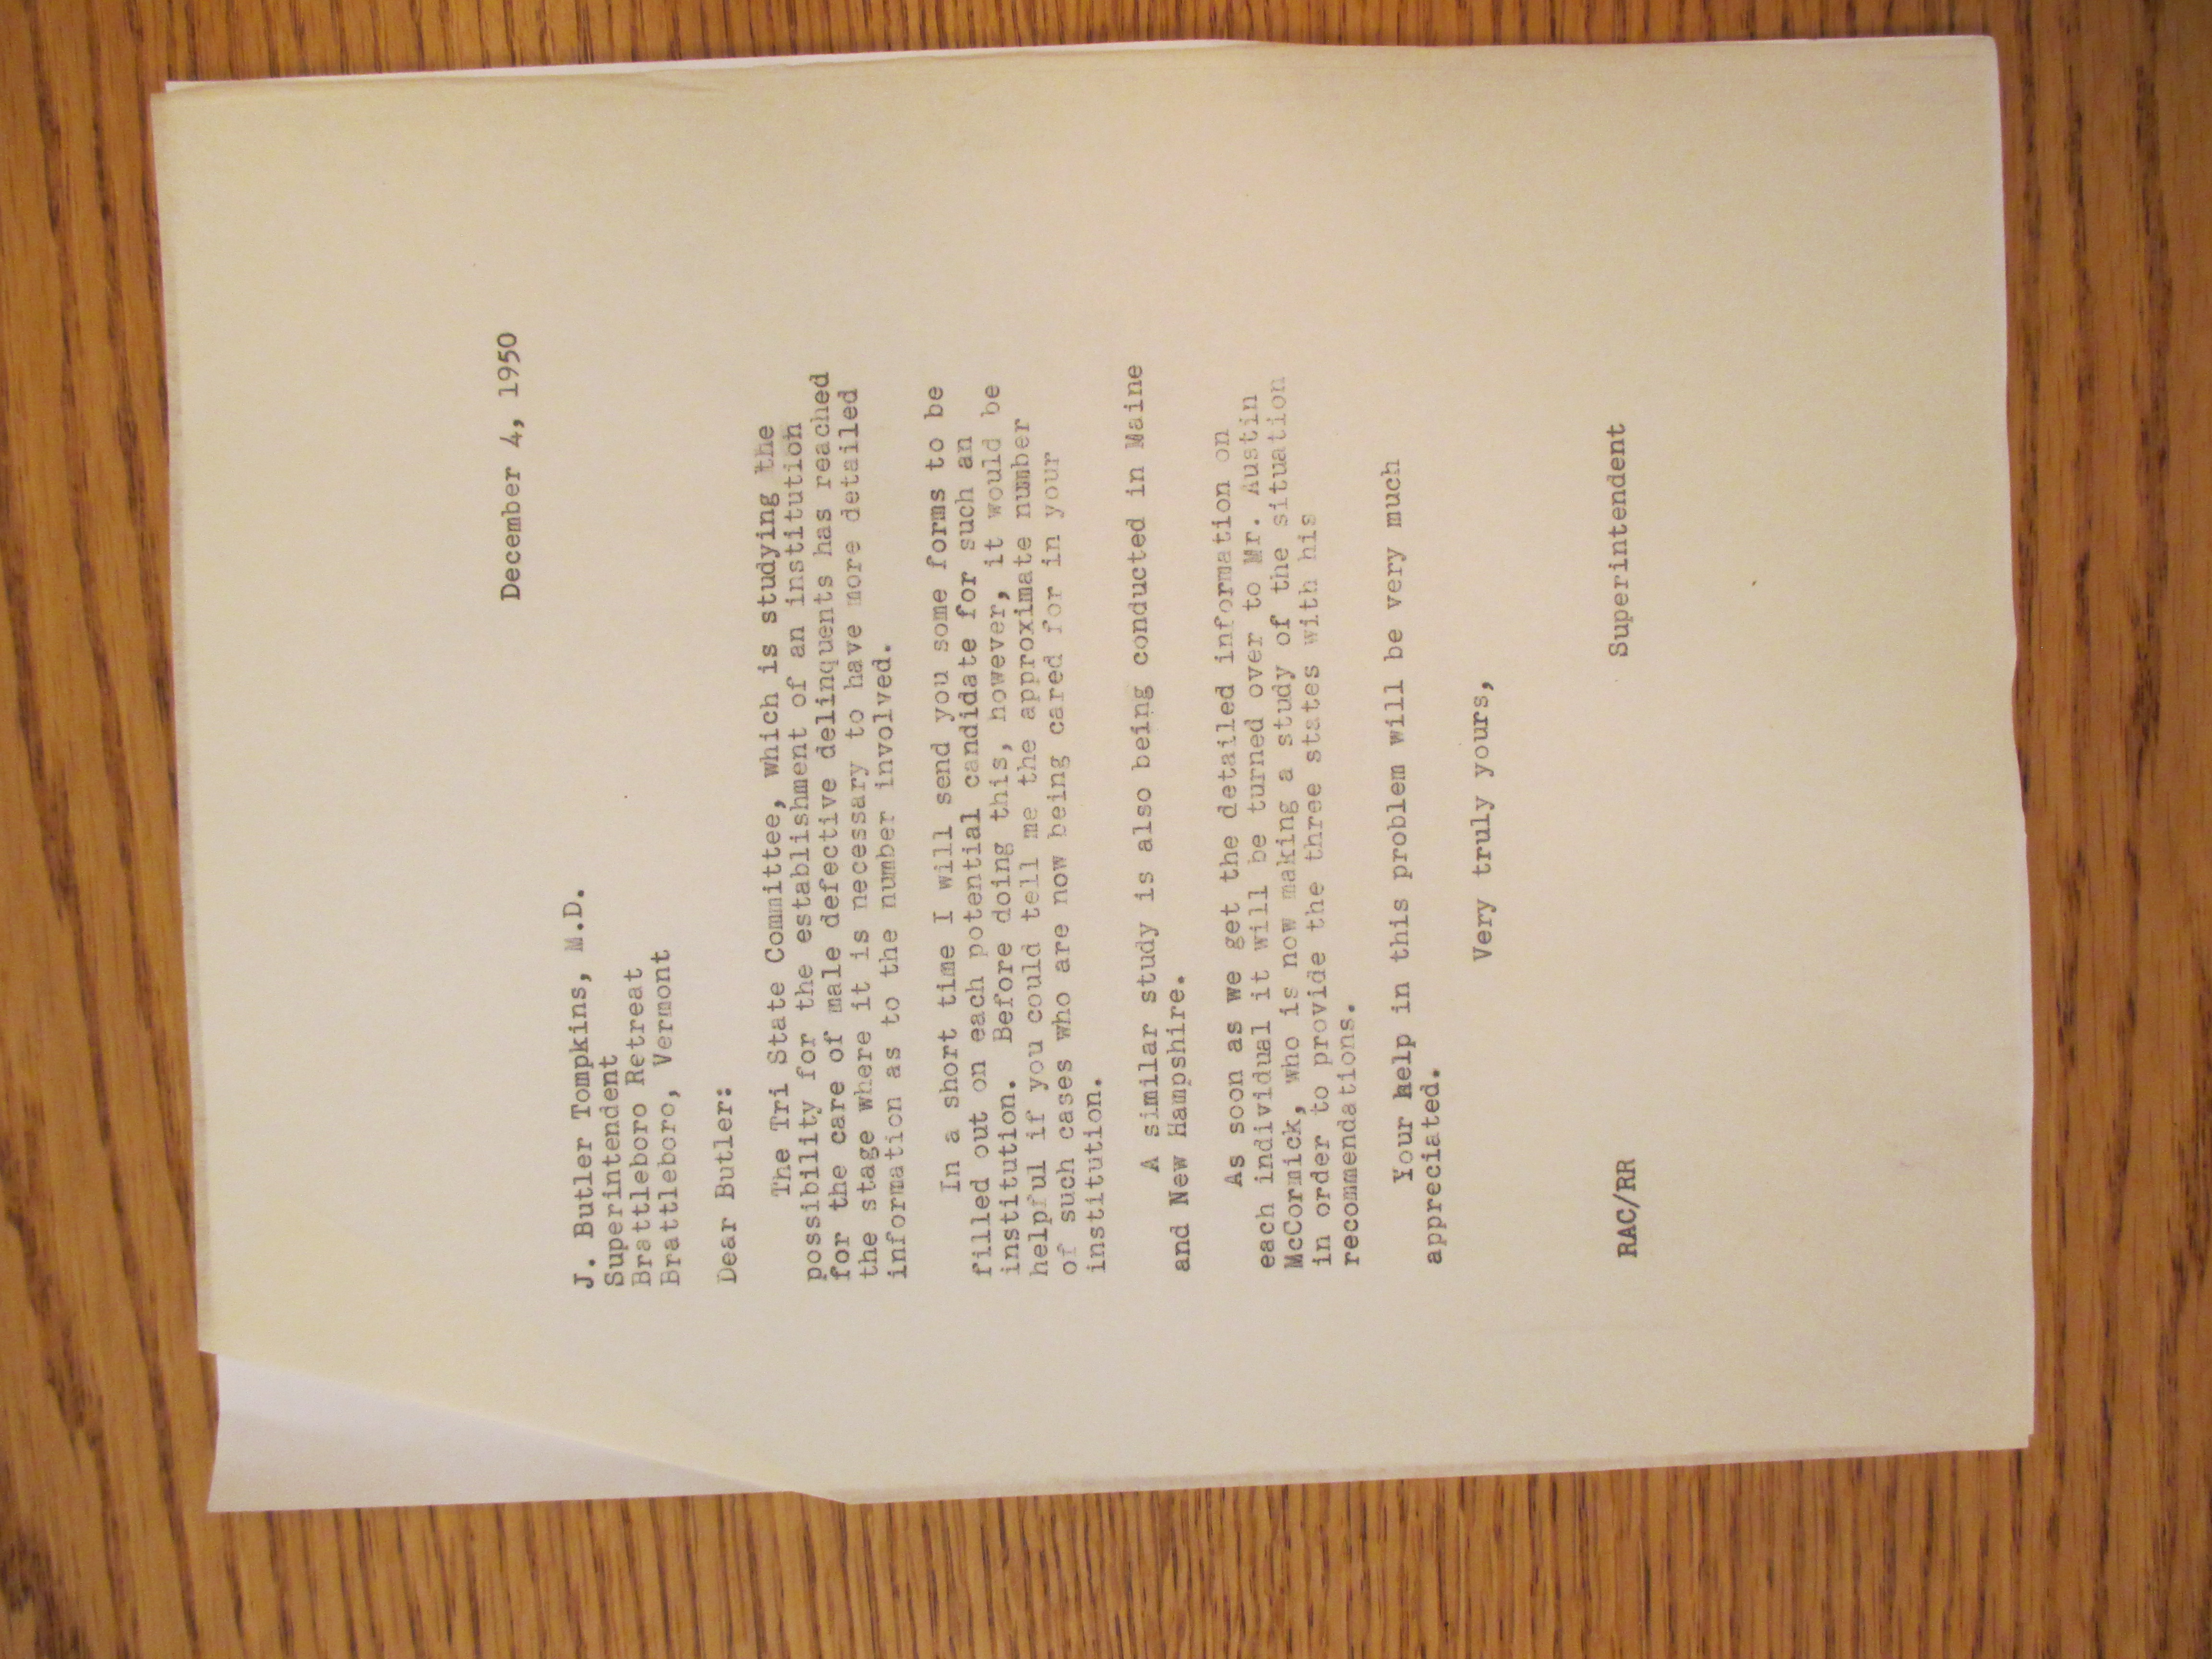 December 4, 1950
J. Butler Tompkins, M.D.
Superintendent
Brattleboro Retreat
Brattleboro, Vermont
Dear Butler:
The Tri State Committee, which is studying the
possibility for the establishment of an institution
for the care of male defective delinquents has reached
the stage where it is necessary to have more detailed
information as to the number involved.
In a short time I will send you some forms to be
filled out on each potential candidate for such an
institution. Before doing this, however, it would be
helpful if you could tell me the approximate number
of such cases who are now being cared for in your
institution.
A similar study is also being conducted in Maine
and New Hampshire.
As soon as we get the detailed information on
each individual it will be turned over to Mr. Austin
McCormick, who is now making a study of the situation
in order to provide the three states with his
recommendations.
Your help in this problem will be very much
appreciated.
Very truly yours,
RAC/RR Superintendent